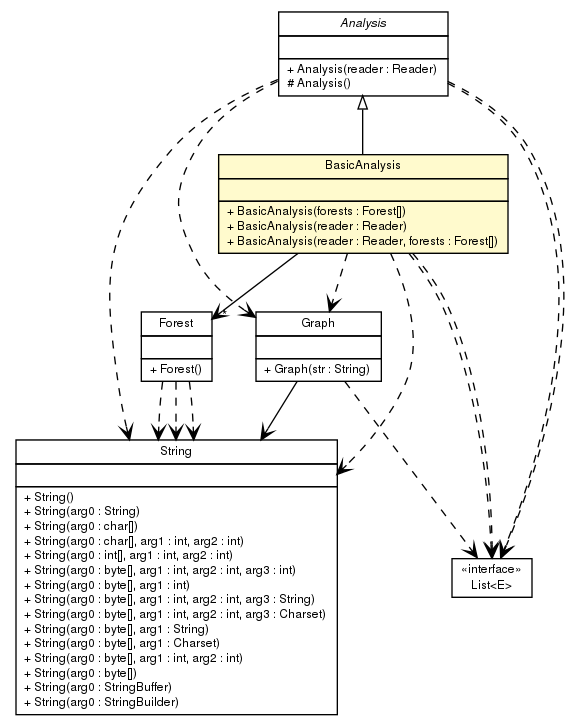 Analysis
+ Analysis(reader : Reader)
# Analysis()
BasicAnalysis
+ BasicAnalysis(forests : Forest[])
+ BasicAnalysis(reader : Reader)
+ BasicAnalysis(reader : Reader, forests : Forest[])
Forest
+ Forest()
Graph
+ Graph(str : String)
String
+ String()
+ String(arg0 : String)
+ String(arg0 : char[])
+ String(arg0 : char[], arg1 : int, arg2 : int)
+ String(arg0 : int[], arg1 : int, arg2 : int)
+ String(arg0 : byte[], arg1 : int, arg2 : int, arg3 : int)
+ String(arg0 : byte[], arg1 : int)
+ String(arg0 : byte[], arg1 : int, arg2 : int, arg3 : String)
+ String(arg0 : byte[], arg1 : int, arg2 : int, arg3 : Charset)
+ String(arg0 : byte[], arg1 : String)
+ String(arg0 : byte[], arg1 : Charset)
+ String(arg0 : byte[], arg1 : int, arg2 : int)
+ String(arg0 : byte[])
+ String(arg0 : StringBuffer)
+ String(arg0 : StringBuilder)
«interface»
List<E>